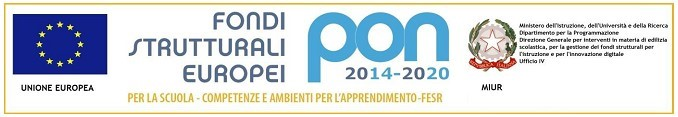 UNIONE EUROPEA
FONDI
STRUTTURALI
EUROPEI
pon
2014-2020
PER LA SCUOLA - COMPETENZE E AMBIENTI PER L'APPRENDIMENTO-FESR
MIUR
Ministero dell'Istruzione, dell'Università e della Ricerca
Dipartimento per la Programmazione
Direzione Generale per interventi in materia di edilizia
scolastica, per la gestione dei fondi strutturali per
l'istruzione e per l'innovazione digitale
Ufficio IV